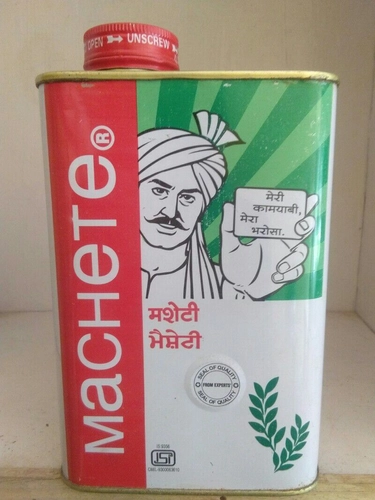 OPEN UNSCREW
MACHETE®
मेरी
कामयाबी,
मेरा
भरोसा.
मशेटी
ਮੈਸ਼ੇਟੀ
SEAL OF QUALITY
FROM EXPERTS
SEAL OF QUALITY
ISI